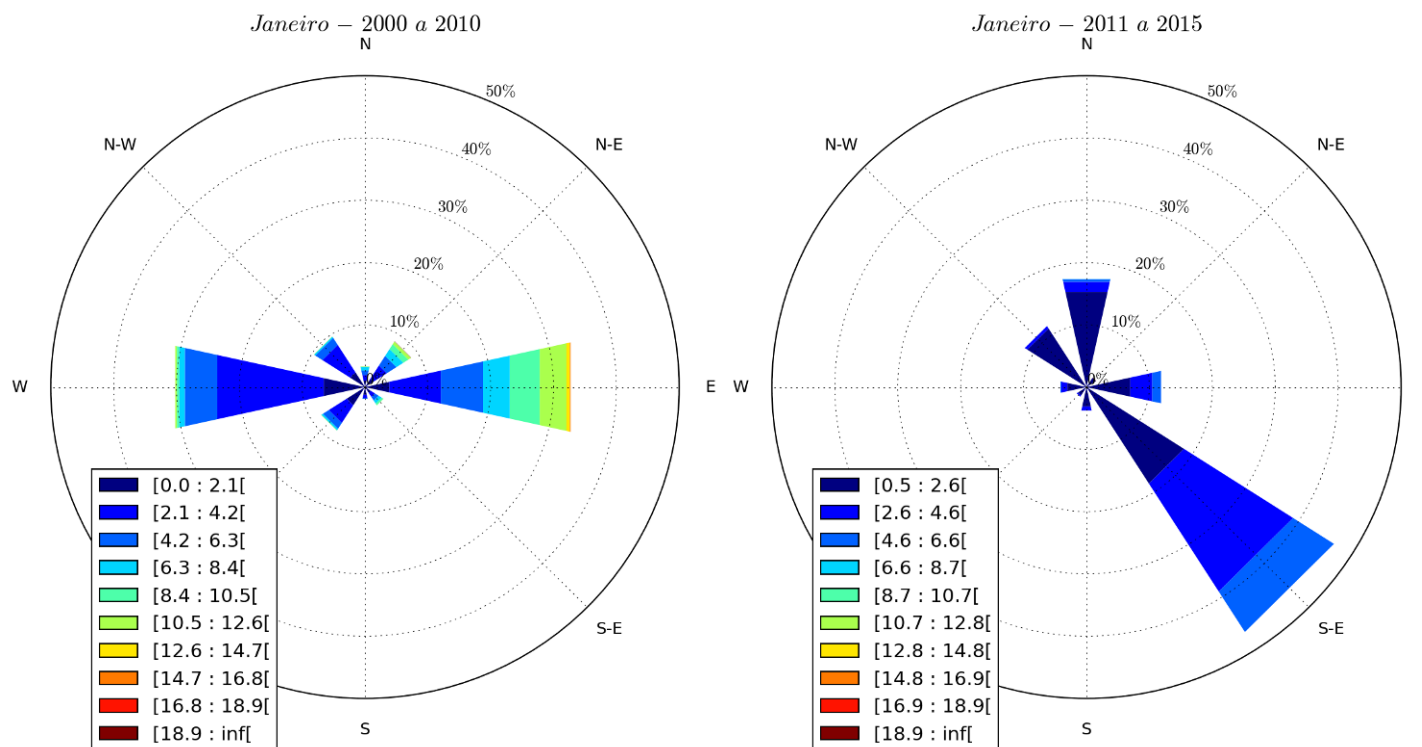 Janeiro − 2000 a 2010
N
50%
N-W
N-E
40%
30%
20%
10%
0%
W
E
S-E
S
[0.0 : 2.1[
[2.1 : 4.2[
[4.2 : 6.3[
[6.3 : 8.4[
[8.4 : 10.5[
[10.5 : 12.6[
[12.6 : 14.7[
[14.7 : 16.8[
[16.8 : 18.9[
[18.9 : inf[
Janeiro − 2011 a 2015
N
50%
N-W
N-E
40%
30%
20%
10%
0%
W
S-E
S
[0.5 : 2.6[
[2.6 : 4.6[
[4.6 : 6.6[
[6.6 : 8.7[
[8.7 : 10.7[
[10.7 : 12.8[
[12.8 : 14.8[
[14.8 : 16.9[
[16.9 : 18.9[
[18.9 : inf[